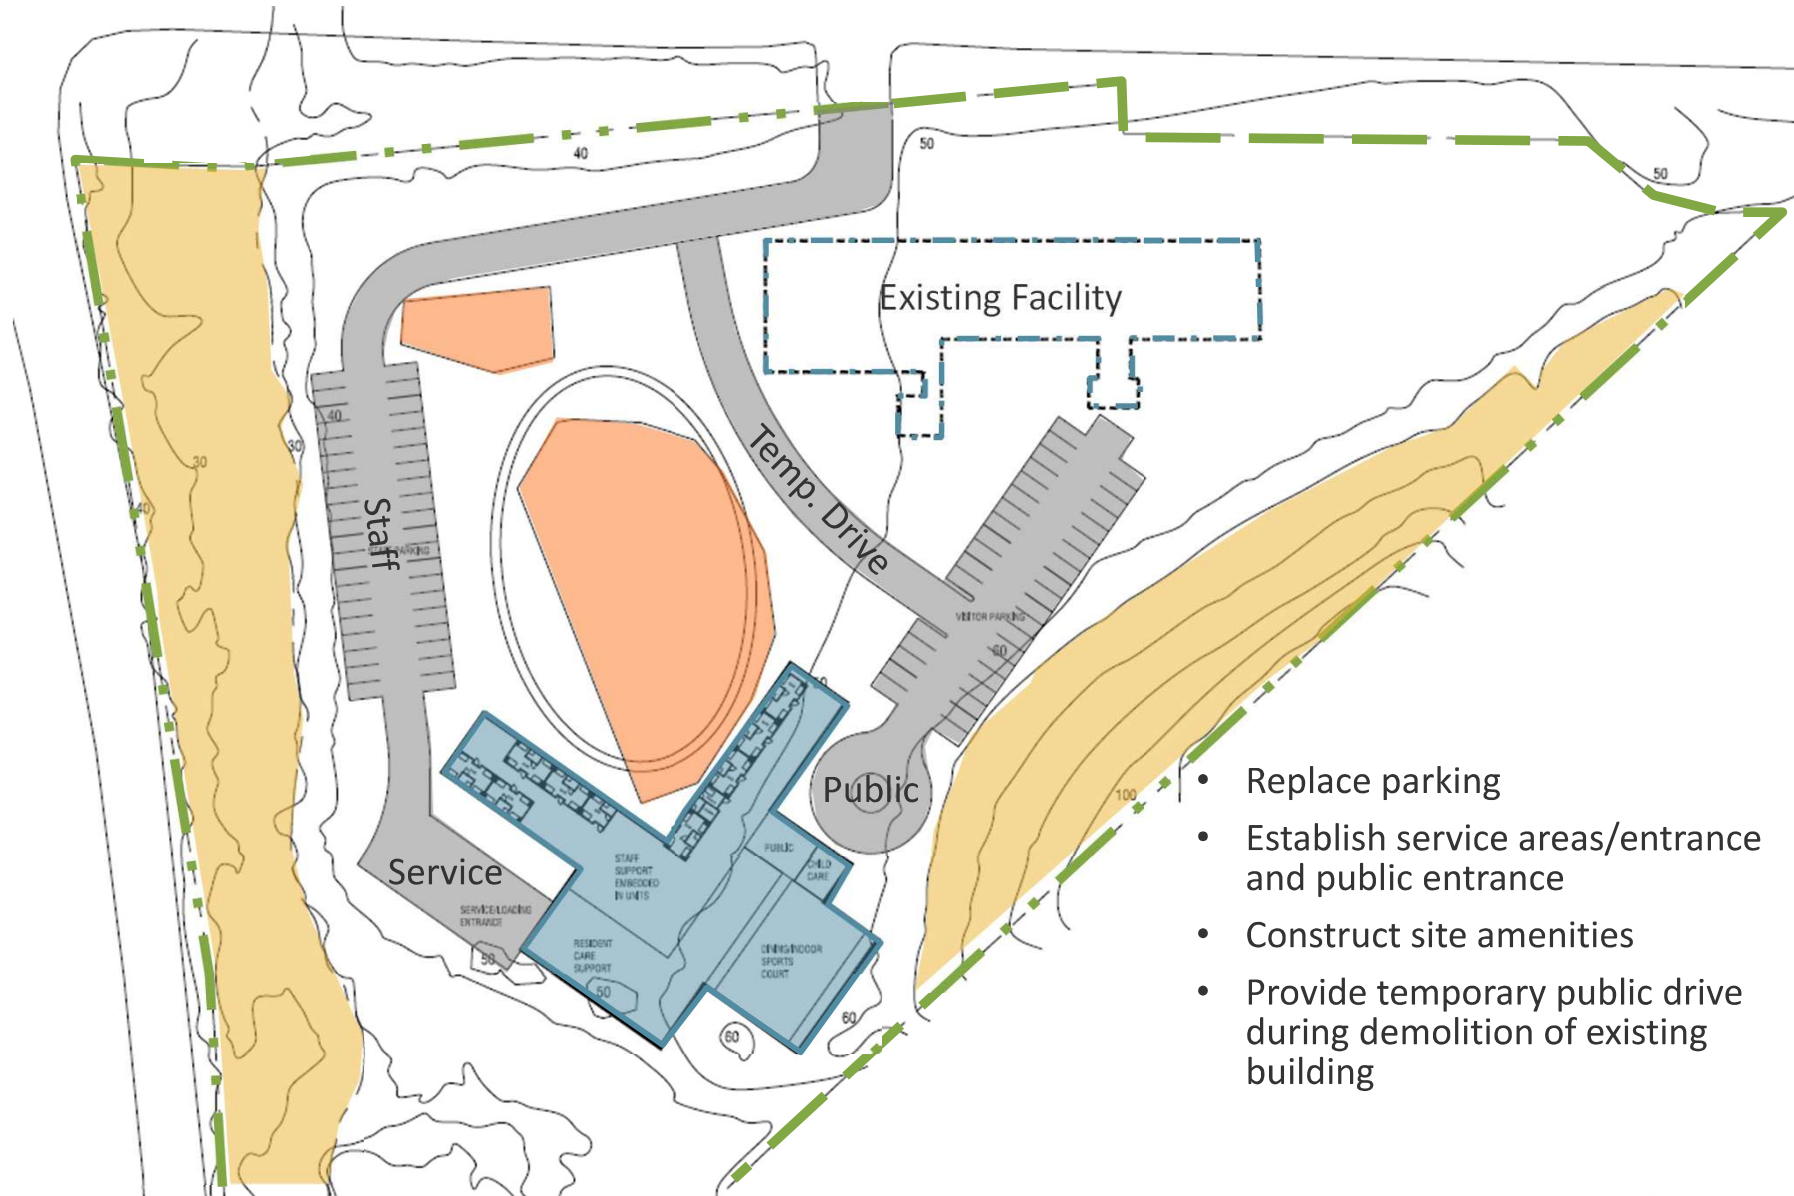 40
50
50
Existing Facility
40
30
30
40
Temp. Drive
Staff
STAFF PARKING
VISITOR PARKING
60
Public
100
PUBLIC
CHILD
CARE
STAFF
SUPPORT
EMBEDDED
IN UNITS
Service
SERVICE/LOADING
ENTRANCE
RESIDENT
CARE
SUPPORT
DINING/INDOOR
SPORTS
COURT
50
50
60
60
• Replace parking
• Establish service areas/entrance
and public entrance
• Construct site amenities
• Provide temporary public drive
during demolition of existing
building